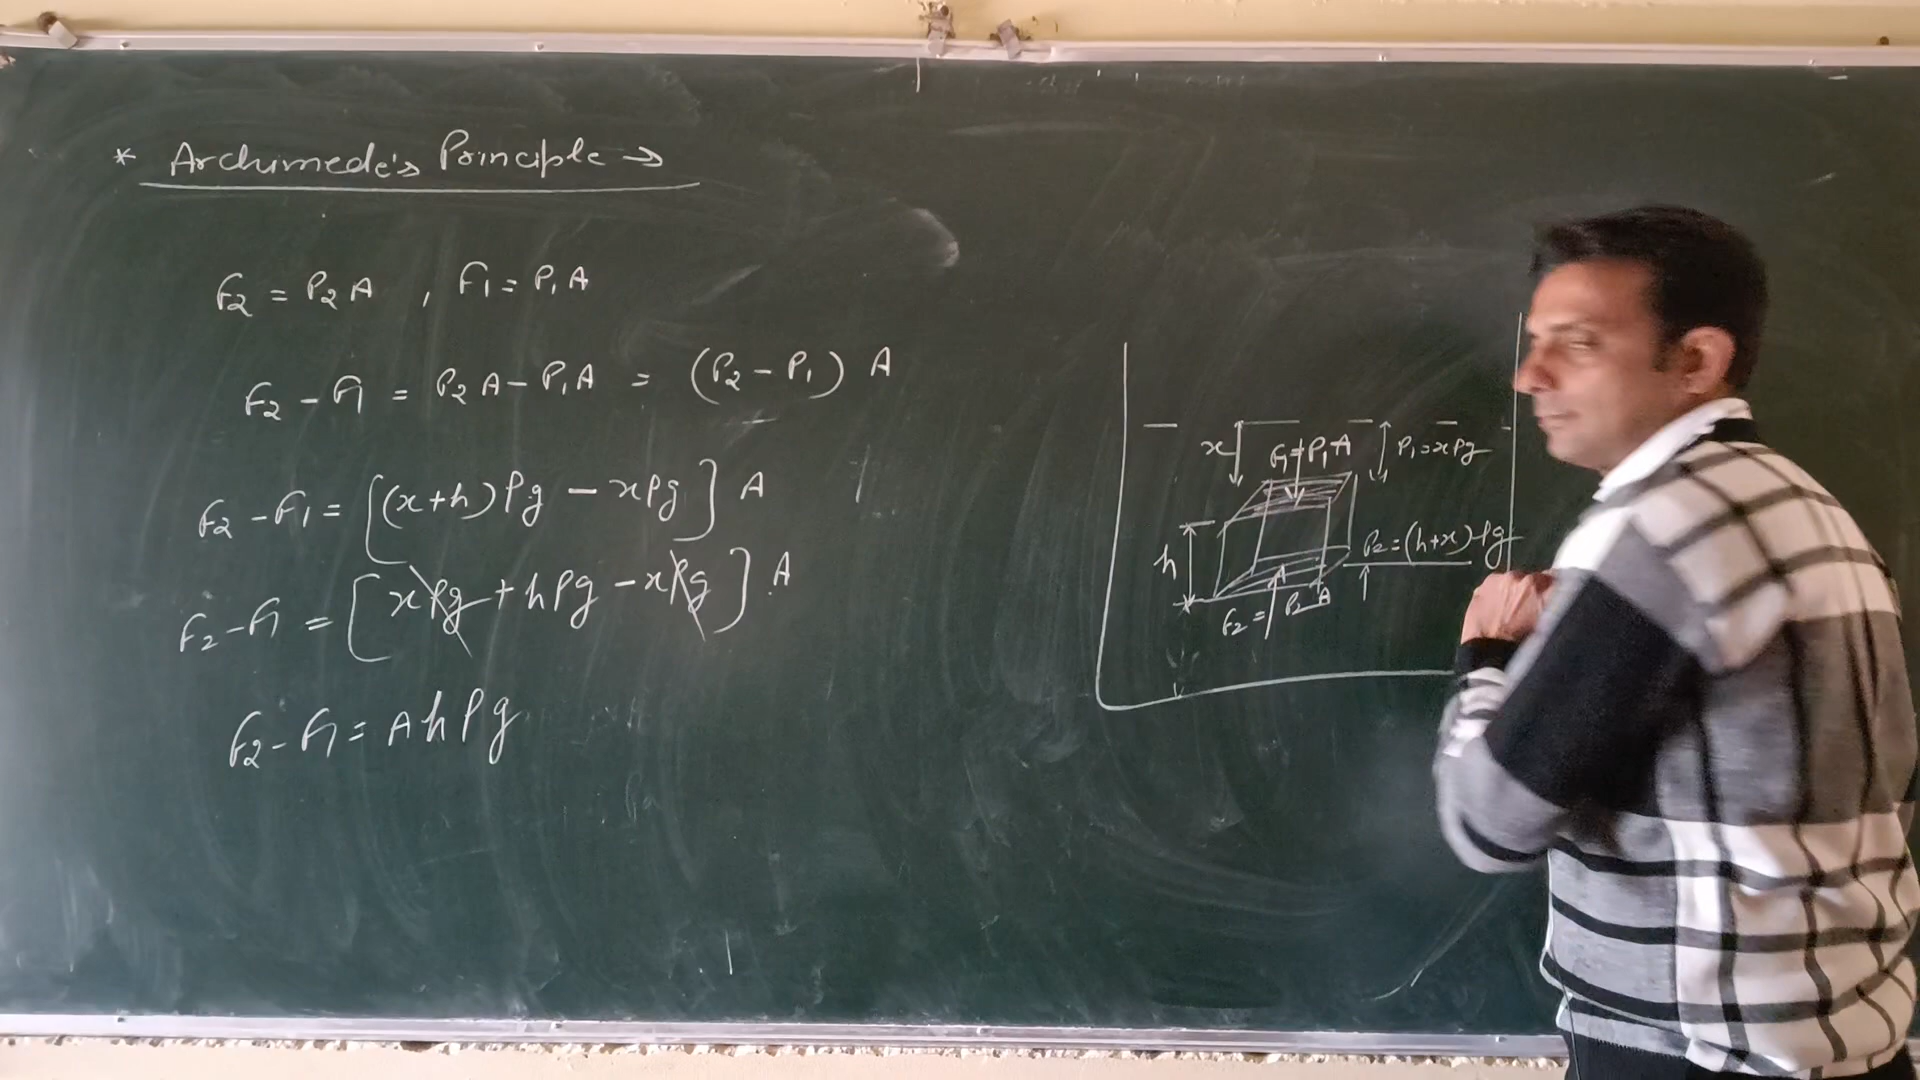 * Archimede's Principle →
F2 = P2 A , F1 = P1 A
F2 - F1 = P2 A - P1 A = (P2 - P1) A
F2 - F1 = [(x+h)ρg - xρg] A
F2 - F1 = [xρg + hρg - xρg] A
F2 - F1 = A h ρ g
x
F1 = P1 A
P1 = xρg
h
P2 = (h+x)ρg
F2 = P2 A